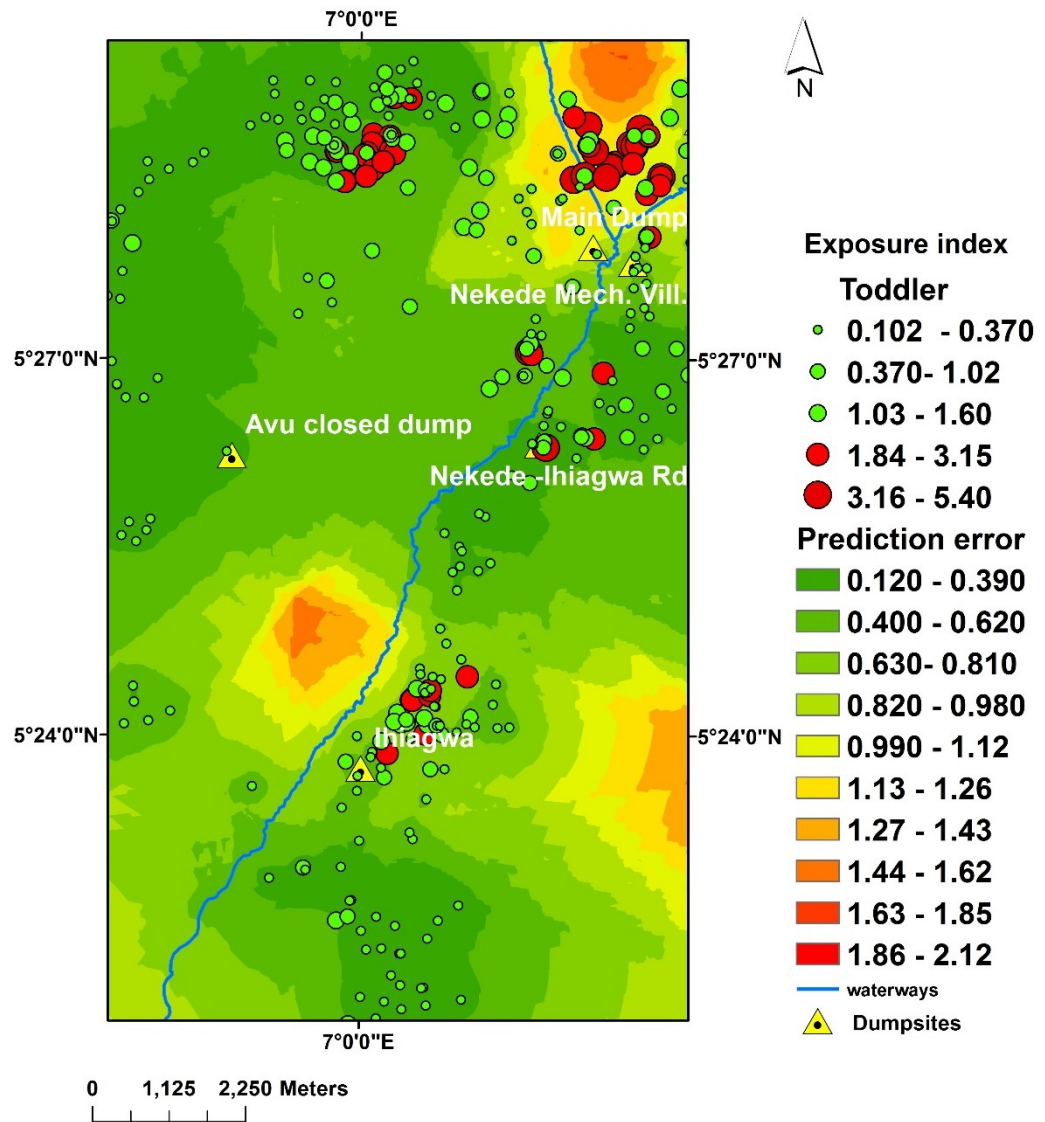 7°0'0"E
N
Main Dump
Nekede Mech. Vill.
5°27'0"N
5°27'0"N
Avu closed dump
Nekede -Ihiagwa Rd
5°24'0"N
5°24'0"N
Ihiagwa
7°0'0"E
0 1,125 2,250 Meters
Exposure index
Toddler
0.102 - 0.370
0.370- 1.02
1.03 - 1.60
1.84 - 3.15
3.16 - 5.40
Prediction error
0.120 - 0.390
0.400 - 0.620
0.630- 0.810
0.820 - 0.980
0.990 - 1.12
1.13 - 1.26
1.27 - 1.43
1.44 - 1.62
1.63 - 1.85
1.86 - 2.12
waterways
Dumpsites